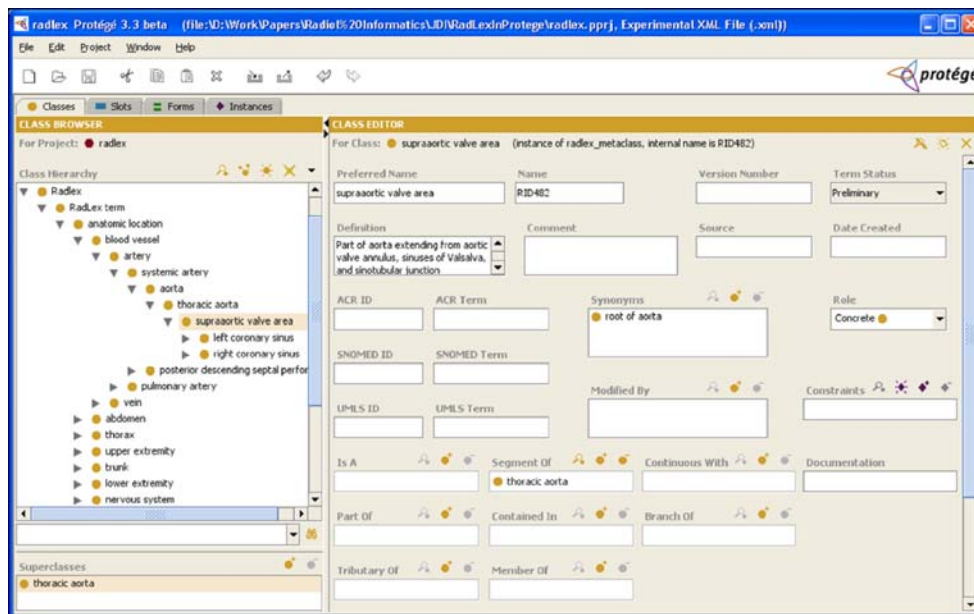 radlex Protégé 3.3 beta (file:\D:\Work\Papers\Radiol%20Informatics\JDI\RadLexInProtege\radlex.pprj, Experimental XML File (.xml))
File Edit Project Window Help
protégé
Classes Slots Forms Instances
CLASS BROWSER
For Project: radlex
Class Hierarchy
Radlex
RadLex term
anatomic location
blood vessel
artery
systemic artery
aorta
thoracic aorta
supraaortic valve area
left coronary sinus
right coronary sinus
posterior descending septal perfor
pulmonary artery
vein
abdomen
thorax
upper extremity
trunk
lower extremity
nervous system
Superclasses
thoracic aorta
CLASS EDITOR
For Class: supraaortic valve area (instance of radlex_metaclass, internal name is RID482)
Preferred Name Name Version Number Term Status
supraaortic valve area RID482 Preliminary
Definition Comment Source Date Created
Part of aorta extending from aortic
valve annulus, sinuses of Valsalva,
and sinotubular junction
ACR ID ACR Term Synonyms Role
root of aorta Concrete
SNOMED ID SNOMED Term
Modified By Constraints
UMLS ID UMLS Term
Is A Segment Of Continuous With Documentation
thoracic aorta
Part Of Contained In Branch Of
Tributary Of Member Of